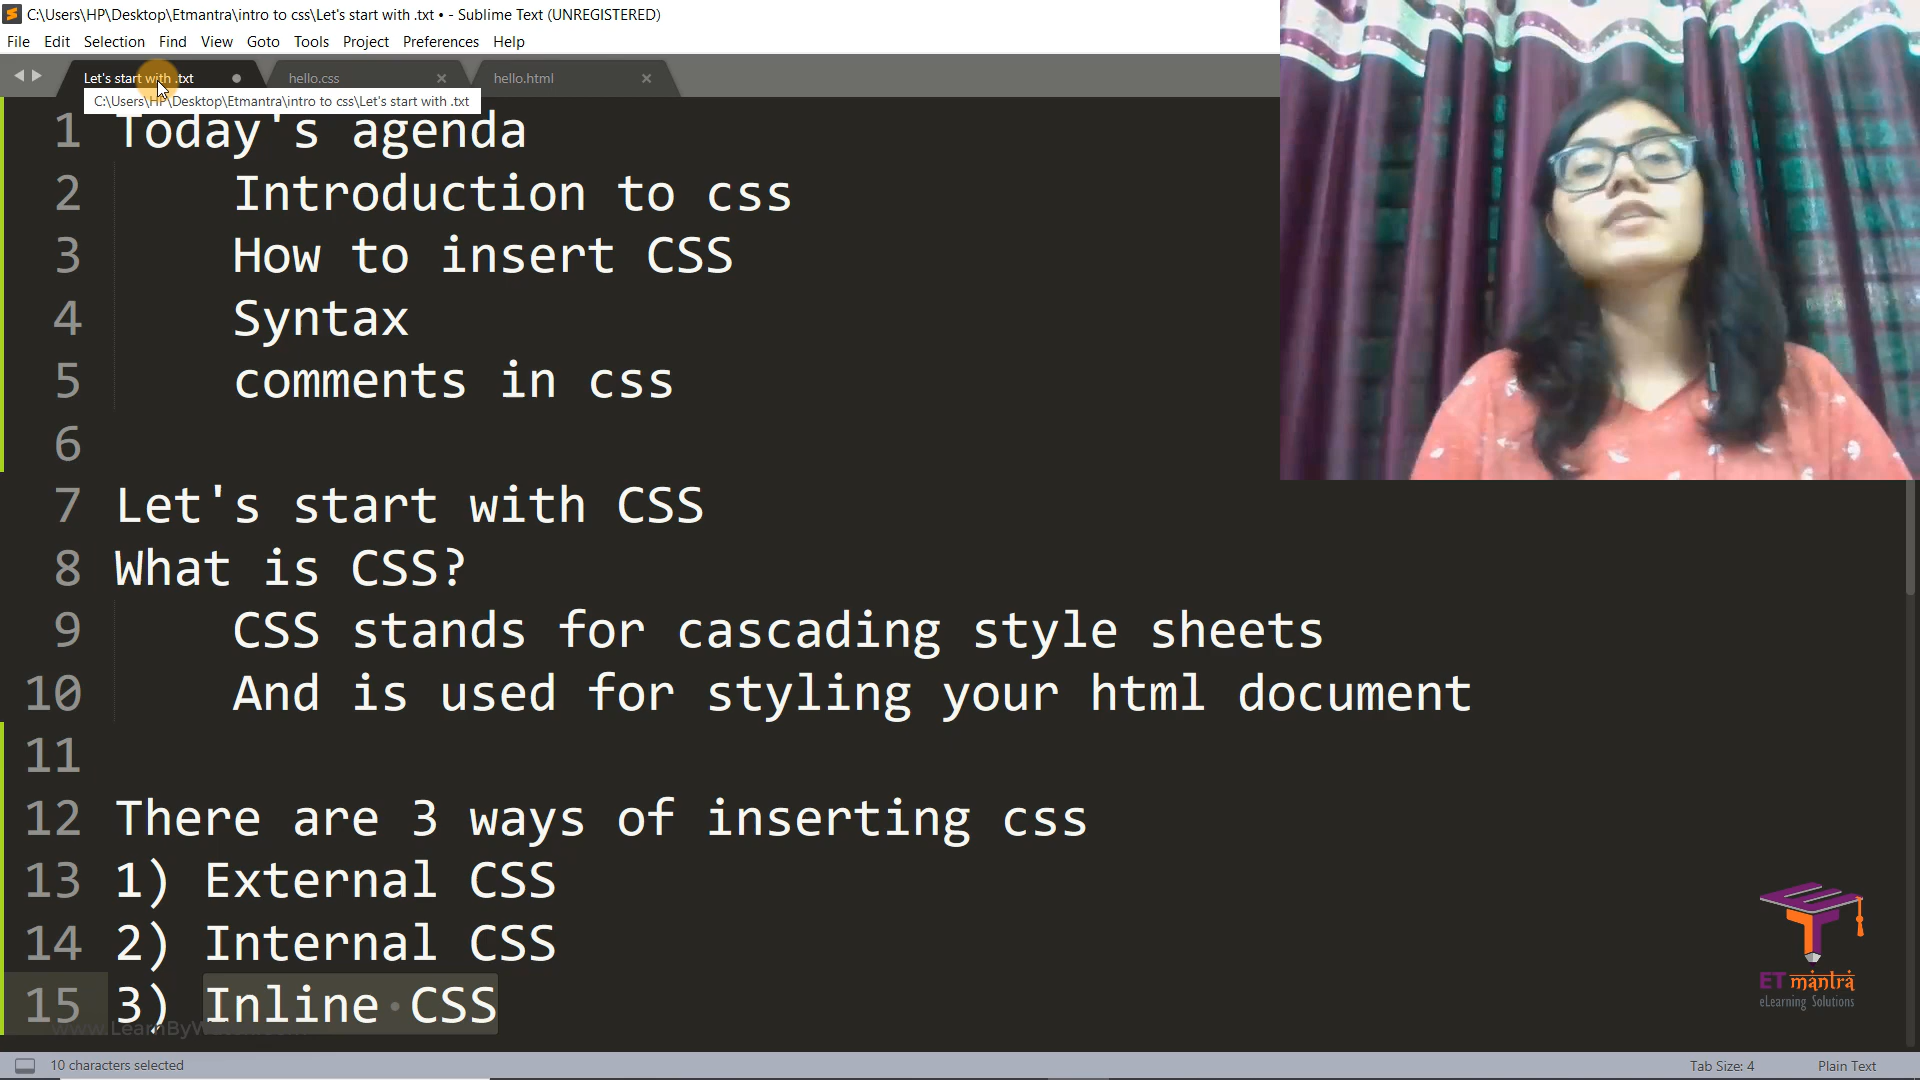 C:\Users\HP\Desktop\Etmantra\intro to css\Let's start with .txt • - Sublime Text (UNREGISTERED)
File Edit Selection Find View Goto Tools Project Preferences Help
Let's start with .txt hello.css hello.html
C:\Users\HP\Desktop\Etmantra\intro to css\Let's start with .txt
1 Today's agenda
2 Introduction to css
3 How to insert CSS
4 Syntax
5 comments in css
6
7 Let's start with CSS
8 What is CSS?
9 CSS stands for cascading style sheets
10 And is used for styling your html document
11
12 There are 3 ways of inserting css
13 1) External CSS
14 2) Internal CSS
15 3) Inline CSS
ET mantra
eLearning Solutions
10 characters selected Tab Size: 4 Plain Text